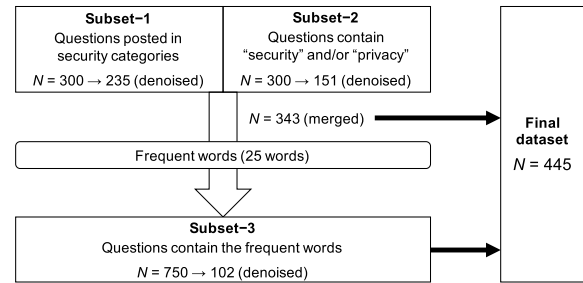 Subset−1
Questions posted in
security categories
N = 300 → 235 (denoised)
Subset−2
Questions contain
“security” and/or “privacy”
N = 300 → 151 (denoised)
N = 343 (merged)
Frequent words (25 words)
Subset−3
Questions contain the frequent words
N = 750 → 102 (denoised)
Final
dataset
N = 445